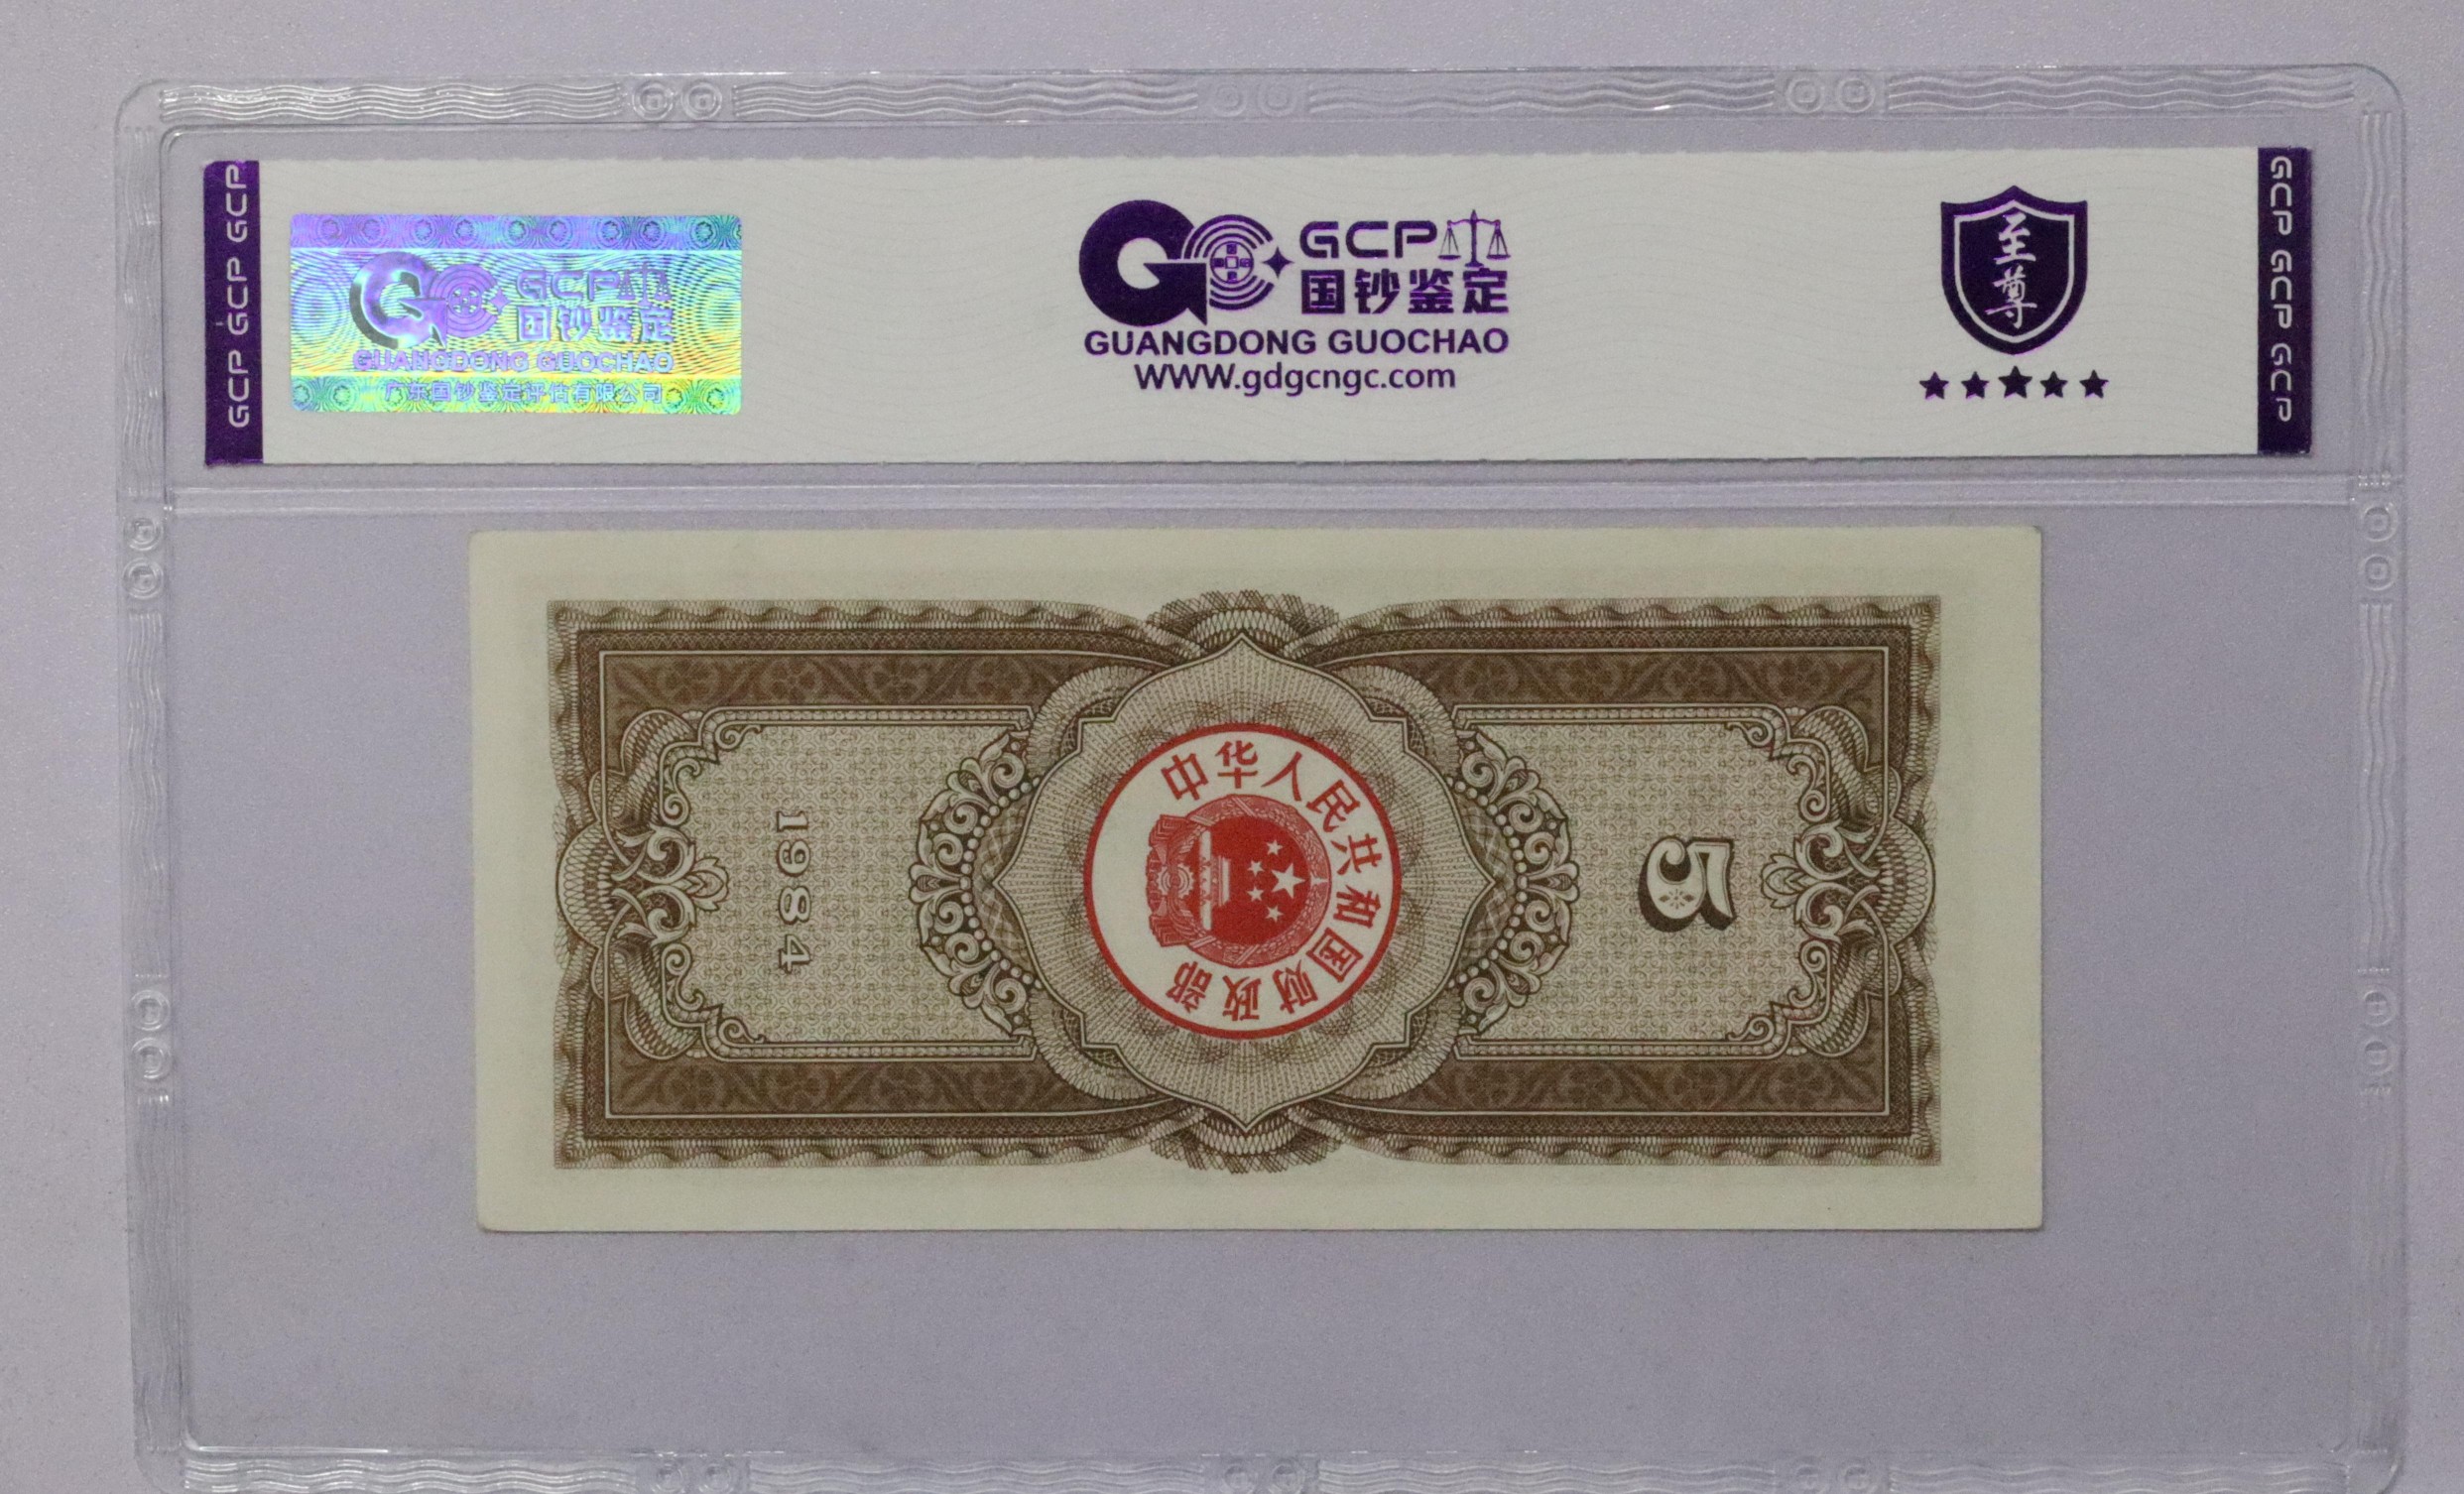 GCP GCP GCP
GCP
国钞鉴定
GUANGDONG GUOCHAO
广东国钞鉴定评估有限公司
GCP
国钞鉴定
GUANGDONG GUOCHAO
WWW.gdgcngc.com
至尊
GCP GCP GCP
1984
中华人民共和国财政部
5